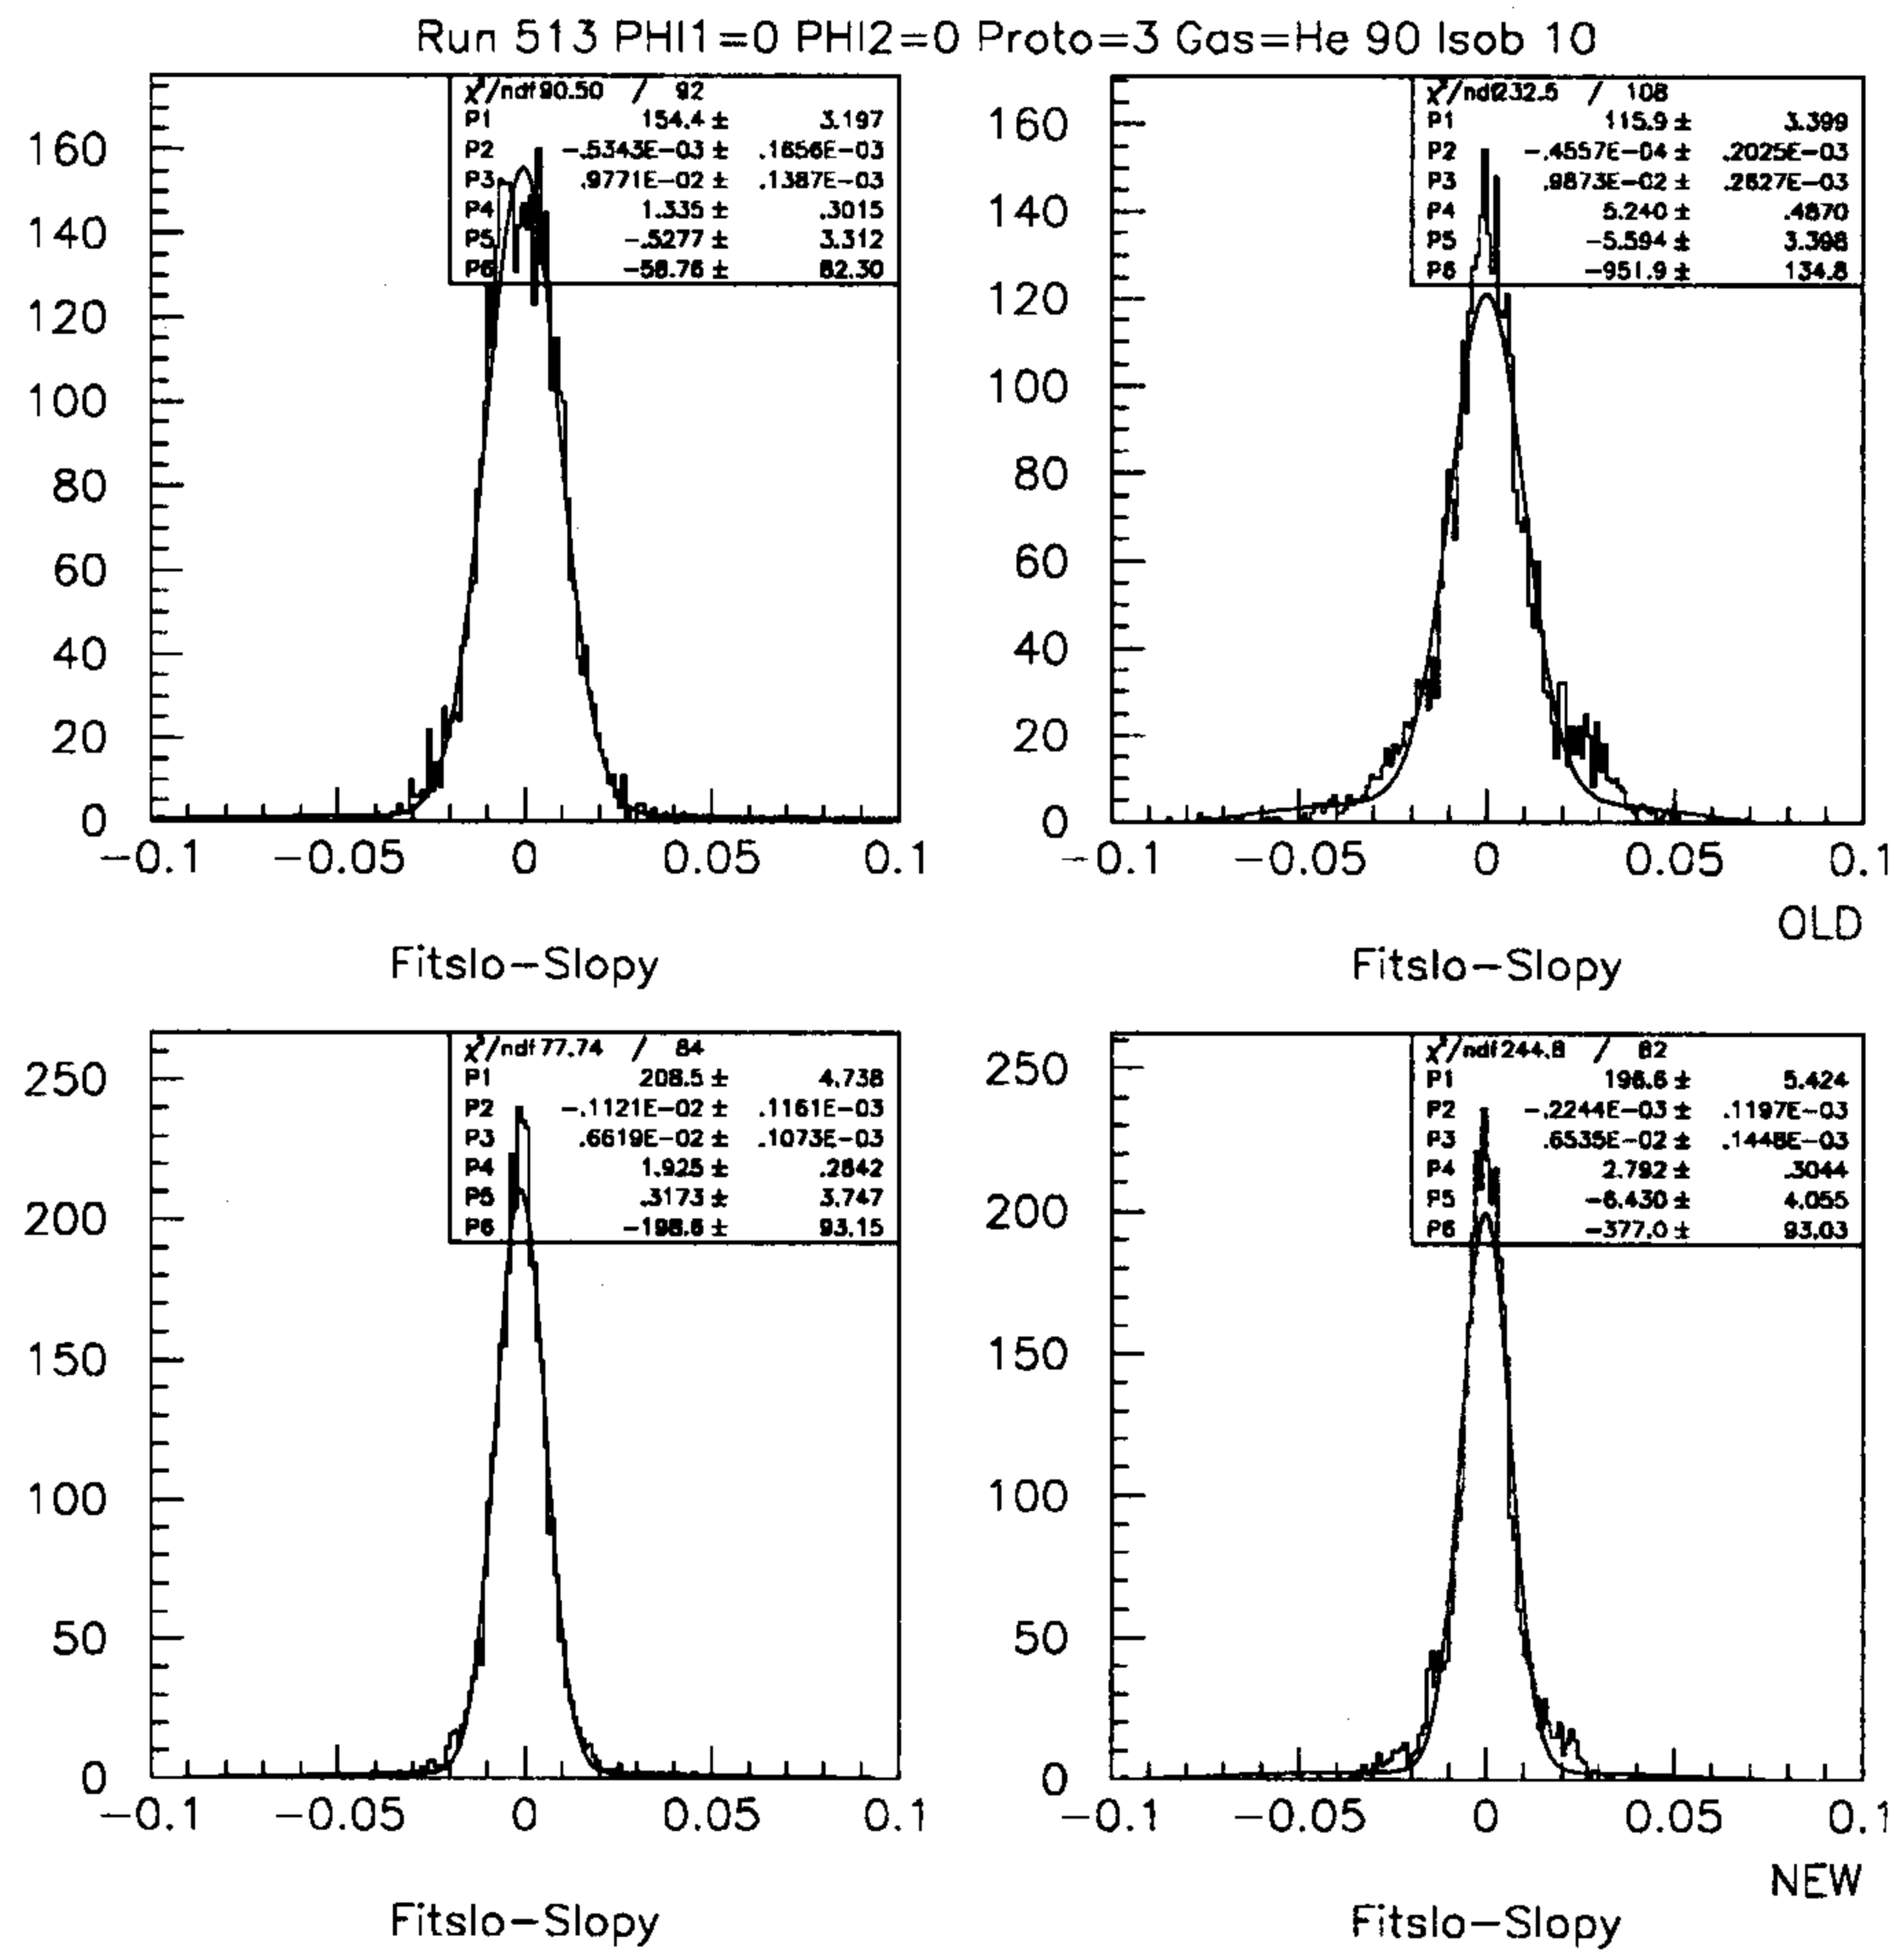 Run 513 PHI1=0 PHI2=0 Proto=3 Gas=He 90 Isob 10
χ²/ndf 90.50 / 92
P1 154.4 ± 3.197
P2 -.5343E-03 ± .1656E-03
P3 .9771E-02 ± .1387E-03
P4 1.335 ± .3015
P5 -.5277 ± 3.312
P6 -58.76 ± 82.30
160
140
120
100
80
60
40
20
0
-0.1 -0.05 0 0.05 0.1
Fitslo-Slopy
χ²/ndf 232.5 / 108
P1 115.9 ± 3.399
P2 -.4557E-04 ± .2025E-03
P3 .9873E-02 ± .2627E-03
P4 5.240 ± .4870
P5 -5.594 ± 3.398
P6 -951.9 ± 134.8
160
140
120
100
80
60
40
20
0
-0.1 -0.05 0 0.05 0.1
OLD
Fitslo-Slopy
χ²/ndf 77.74 / 84
P1 208.5 ± 4.738
P2 -.1121E-02 ± .1161E-03
P3 .6619E-02 ± .1073E-03
P4 1.925 ± .2842
P5 .3173 ± 3.747
P6 -198.6 ± 93.15
250
200
150
100
50
0
-0.1 -0.05 0 0.05 0.1
Fitslo-Slopy
χ²/ndf 244.8 / 82
P1 196.6 ± 5.424
P2 -.2244E-03 ± .1197E-03
P3 .6535E-02 ± .1448E-03
P4 2.792 ± .3044
P5 -6.430 ± 4.055
P6 -377.0 ± 93.03
250
200
150
100
50
0
-0.1 -0.05 0 0.05 0.1
NEW
Fitslo-Slopy